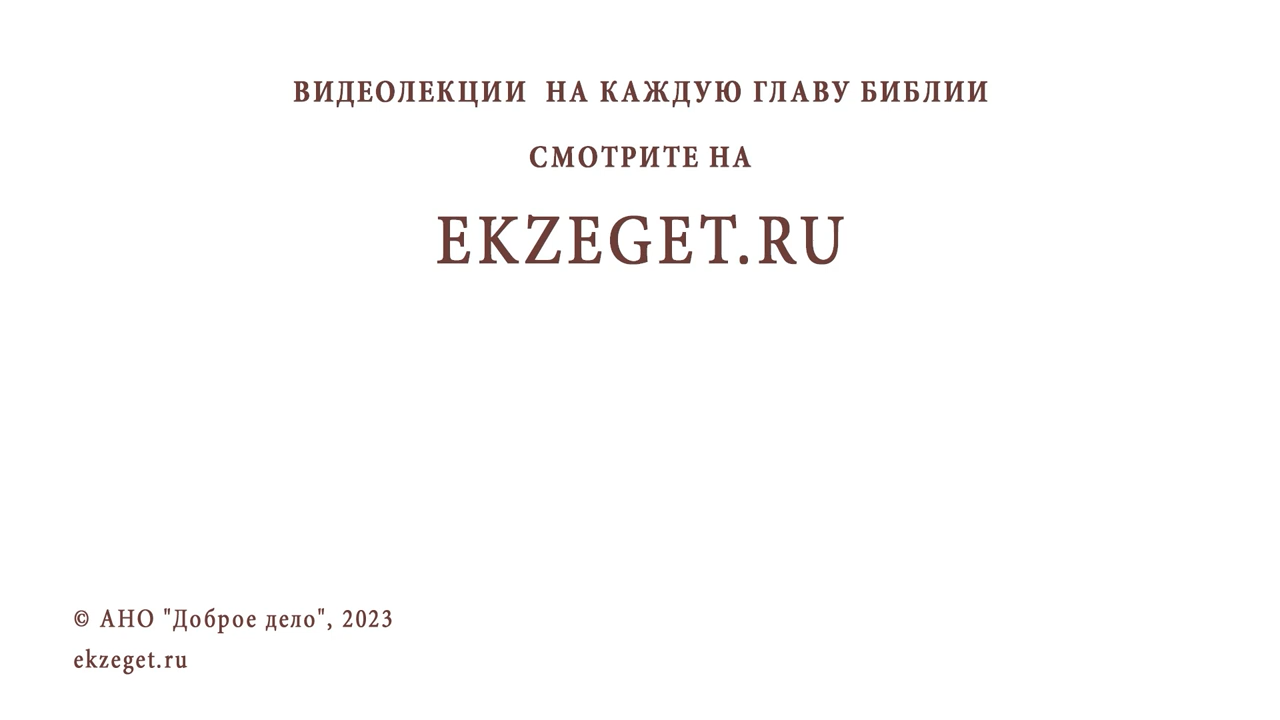 ВИДЕОЛЕКЦИИ НА КАЖДУЮ ГЛАВУ БИБЛИИ
СМОТРИТЕ НА
EKZEGET.RU
© АНО "Доброе дело", 2023
ekzeget.ru